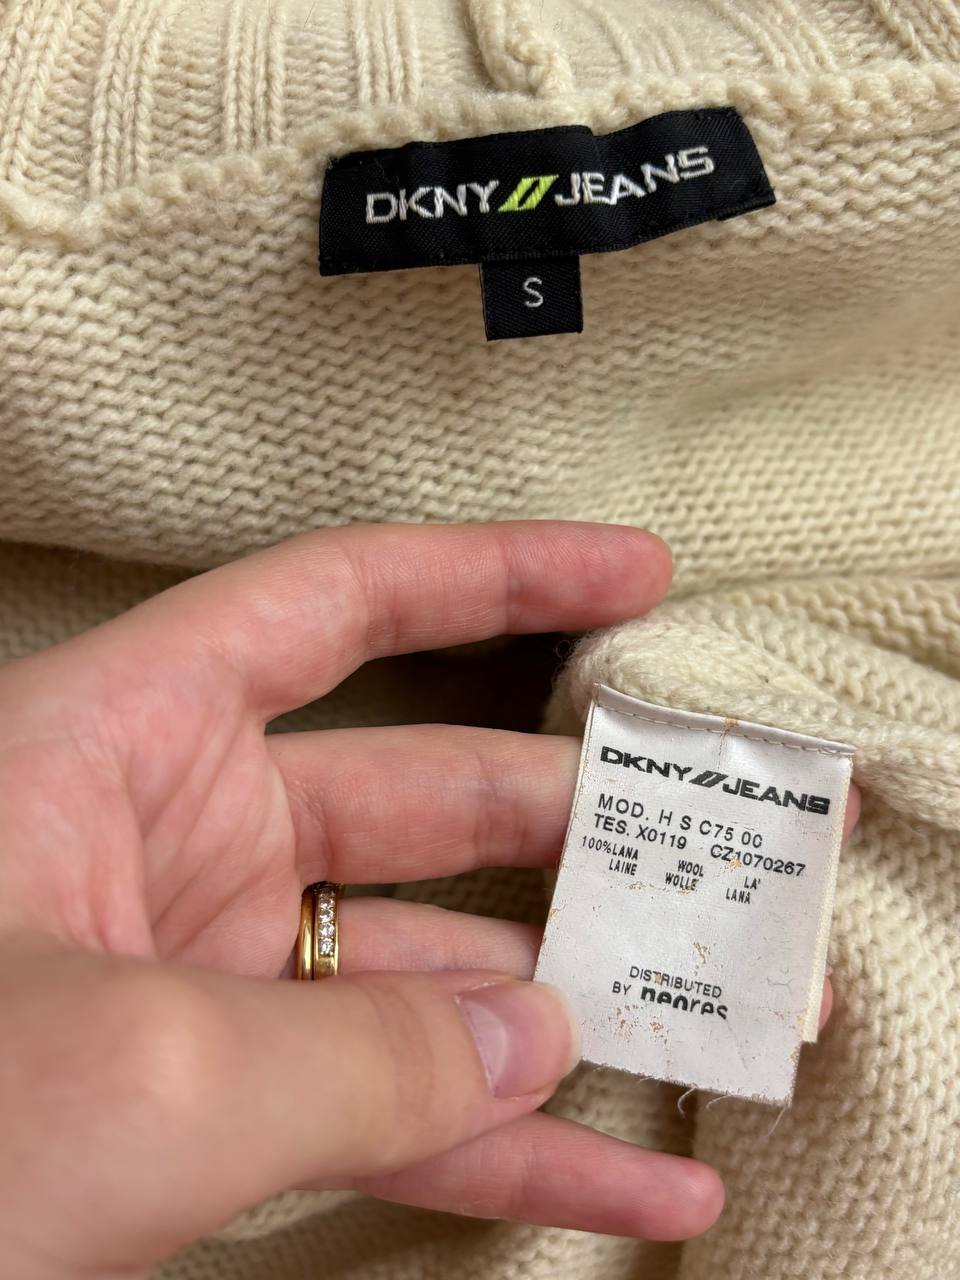 DKNY JEANS
S
DKNY JEANS
MOD. H S C75 0C
TES. X0119 CZ1070267
100%LANA WOOL LA'
LAINE WOLLE LANA
DISTRIBUTED
BY